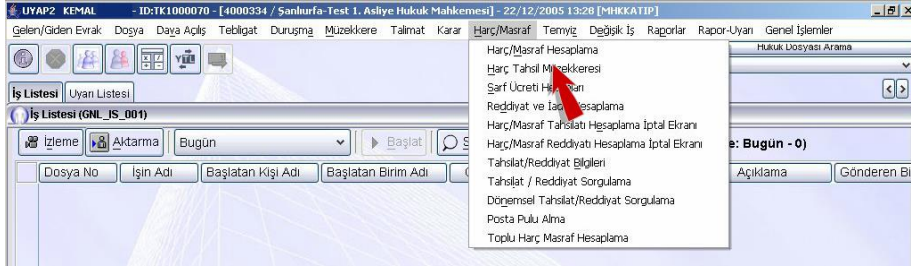 UYAP2 KEMAL - ID:TK1000070 - [4000334 / Şanlıurfa-Test 1. Asliye Hukuk Mahkemesi] - 22/12/2005 13:28 [MHKKATIP]
Gelen/Giden Evrak Dosya Dava Açılış Tebligat Duruşma Müzekkere Talimat Karar Harç/Masraf Temyiz Değişik İş Raporlar Rapor-Uyarı Genel İşlemler
Hukuk Dosyası Arama
Harç/Masraf Hesaplama
Harç Tahsil Müzekkeresi
Sarf Ücreti
Reddiyat ve İade Hesaplama
Harç/Masraf Tahsilatı Hesaplama İptal Ekranı
Harç/Masraf Reddiyatı Hesaplama İptal Ekranı
Tahsilat/Reddiyat Bilgileri
Tahsilat / Reddiyat Sorgulama
Dönemsel Tahsilat/Reddiyat Sorgulama
Posta Pulu Alma
Toplu Harç Masraf Hesaplama
İş Listesi Uyarı Listesi
İş Listesi (GNL_IS_001)
İzleme Aktarma Bugün Başlat S e: Bugün - 0)
Dosya No İşin Adı Başlatan Kişi Adı Başlatan Birim Adı Açıklama Gönderen Bi